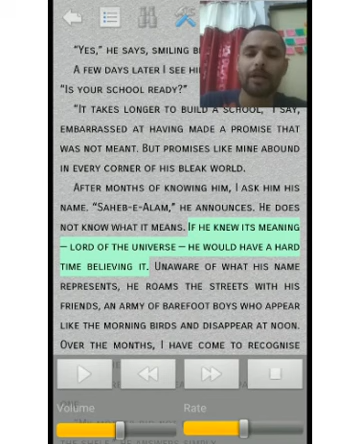 “Yes,” he says, smiling
A few days later I see
“Is your school ready?”
“It takes longer to build a school,” I say,
embarrassed at having made a promise that
was not meant. But promises like mine abound
in every corner of his bleak world.
After months of knowing him, I ask him his
name. “Saheb-e-Alam,” he announces. He does
not know what it means. If he knew its meaning
– lord of the universe – he would have a hard
time believing it. Unaware of what his name
represents, he roams the streets with his
friends, an army of barefoot boys who appear
like the morning birds and disappear at noon.
Over the months, I have come to recognise
Volume Rate